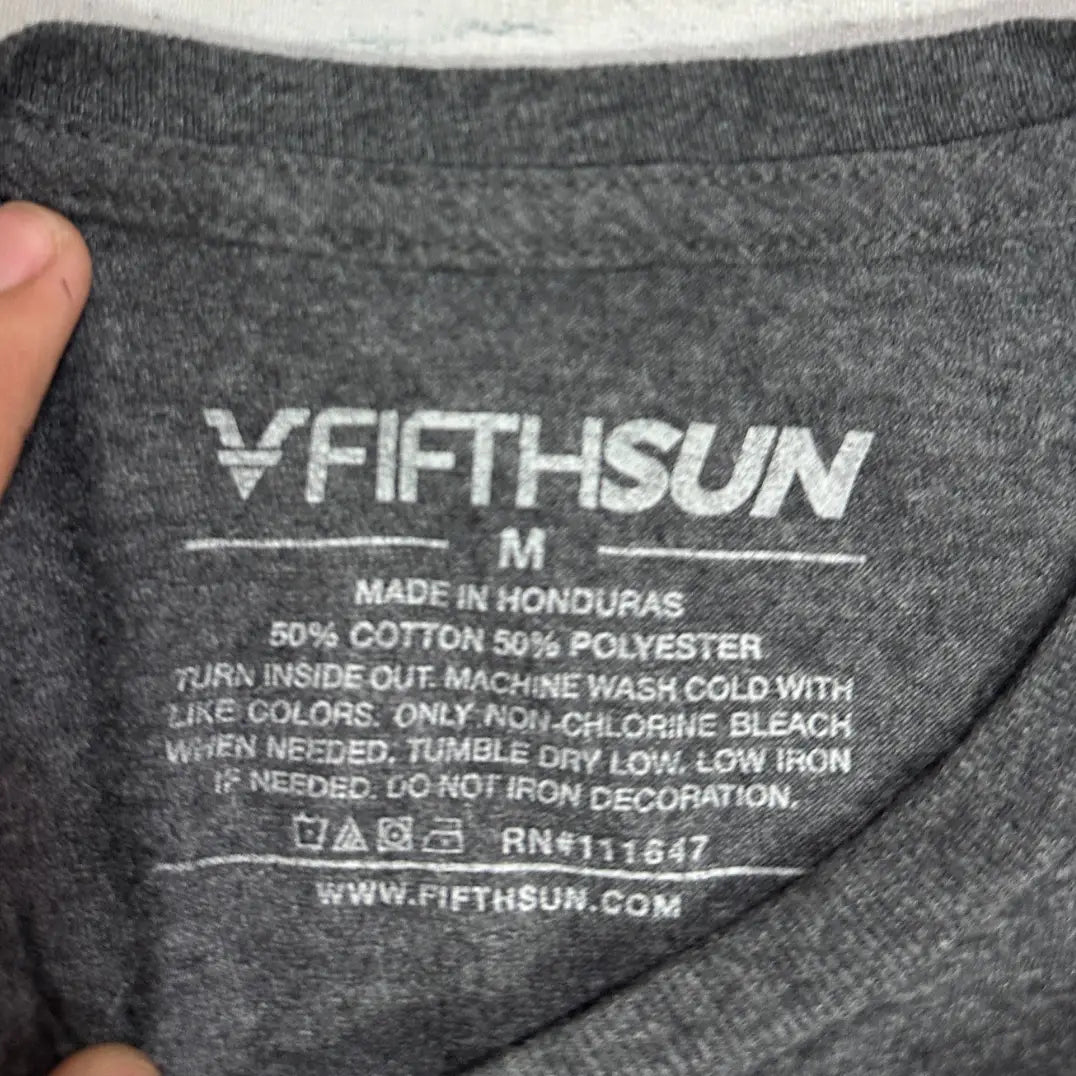 FIFTHSUN
M
MADE IN HONDURAS
50% COTTON 50% POLYESTER
TURN INSIDE OUT. MACHINE WASH COLD WITH
LIKE COLORS. ONLY NON-CHLORINE BLEACH
WHEN NEEDED. TUMBLE DRY LOW. LOW IRON
IF NEEDED. DO NOT IRON DECORATION.
RN#111647
WWW.FIFTHSUN.COM